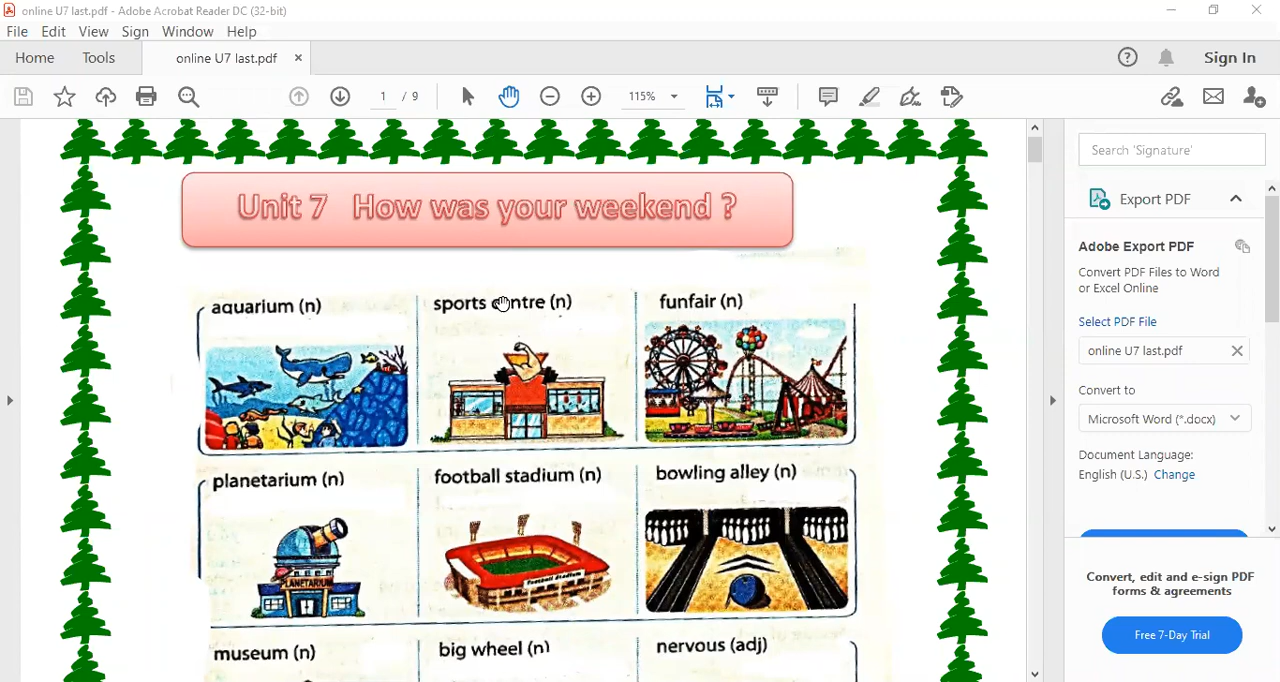 online U7 last.pdf - Adobe Acrobat Reader DC (32-bit)
File Edit View Sign Window Help
Home Tools online U7 last.pdf Sign In
1 / 9 115%
Search 'Signature'
Export PDF
Adobe Export PDF
Convert PDF Files to Word
or Excel Online
Select PDF File
online U7 last.pdf
Convert to
Microsoft Word (*.docx)
Document Language:
English (U.S.) Change
Convert, edit and e-sign PDF
forms & agreements
Free 7-Day Trial
Unit 7 How was your weekend ?
aquarium (n) sports centre (n) funfair (n)
planetarium (n) football stadium (n) bowling alley (n)
PLANETARIUM Football Stadium
museum (n) big wheel (n) nervous (adj)